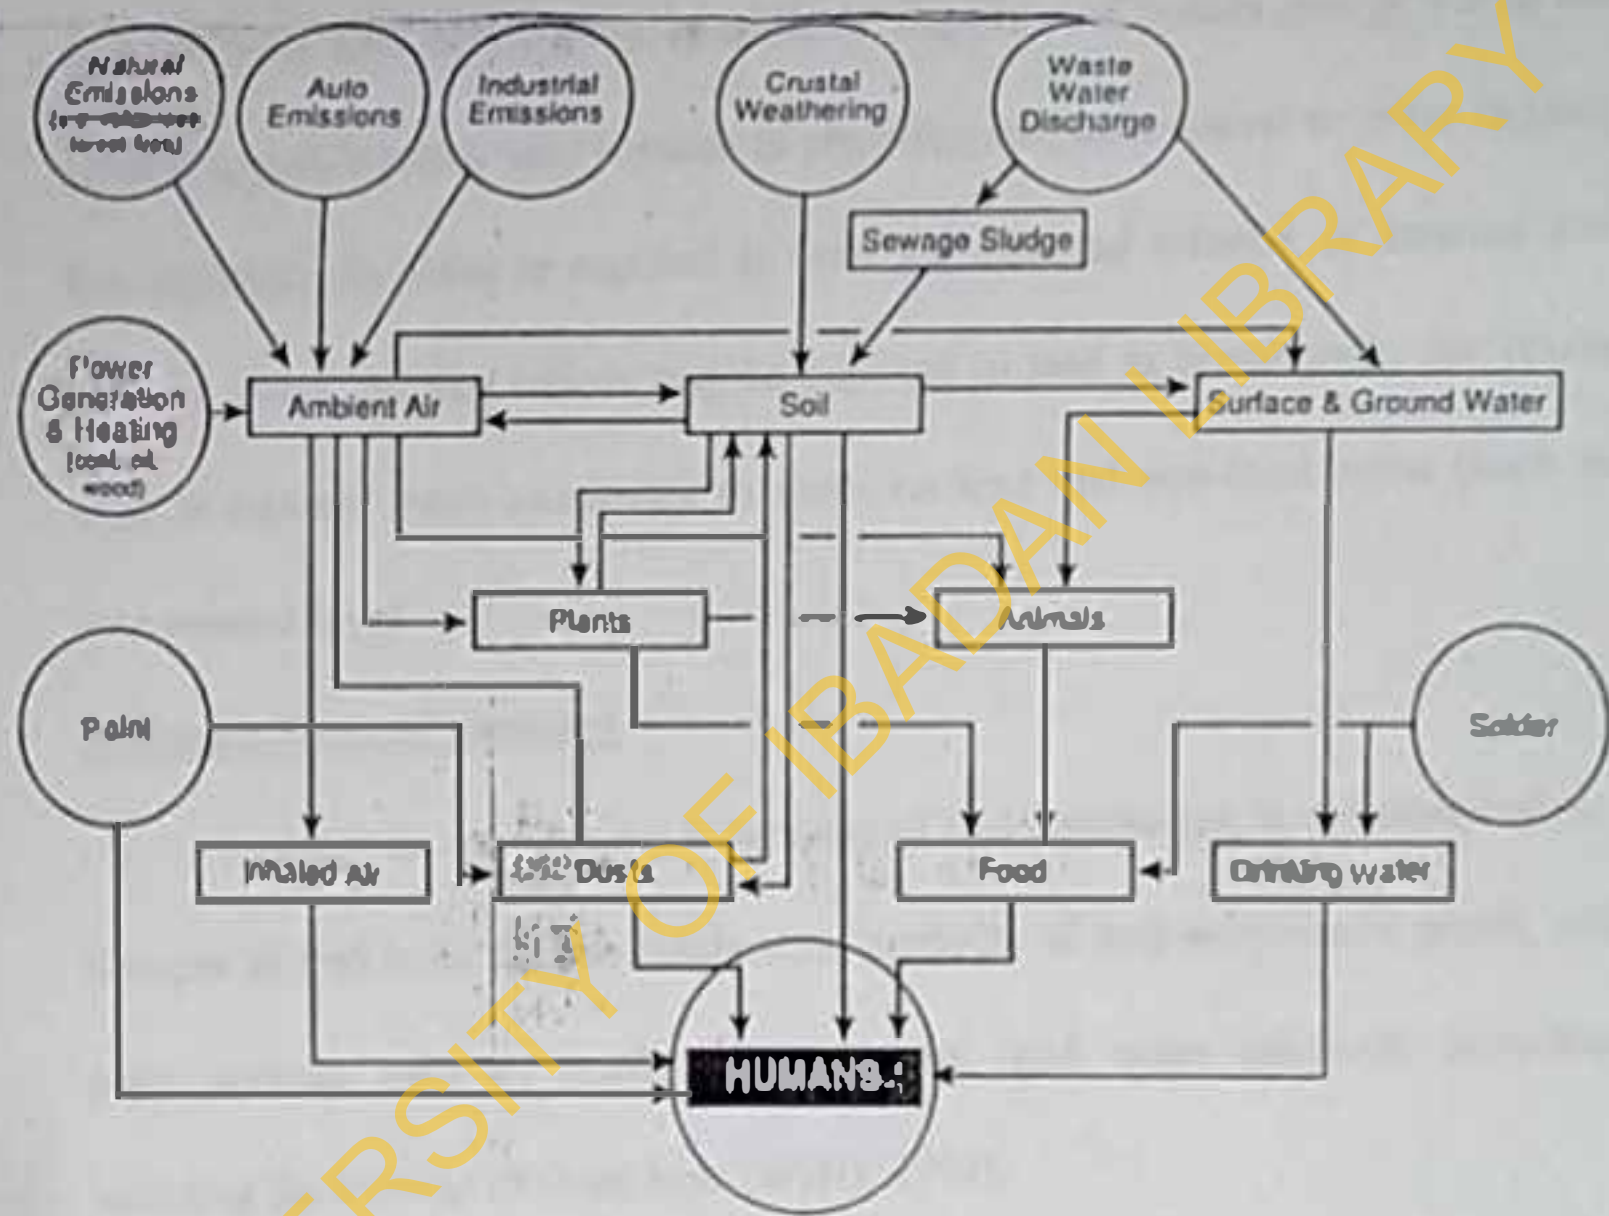 Natural
Emissions
Auto
Emissions
Industrial
Emissions
Crustal
Weathering
Waste
Water
Discharge
Sewage Sludge
Power
Generation
& Heating
wood)
Ambient Air
Soil
Surface & Ground Water
Plants
Animals
Paint
Solder
Inhaled Air
Dusts
Food
Drinking Water
HUMANS
UNIVERSITY OF IBADAN LIBRARY